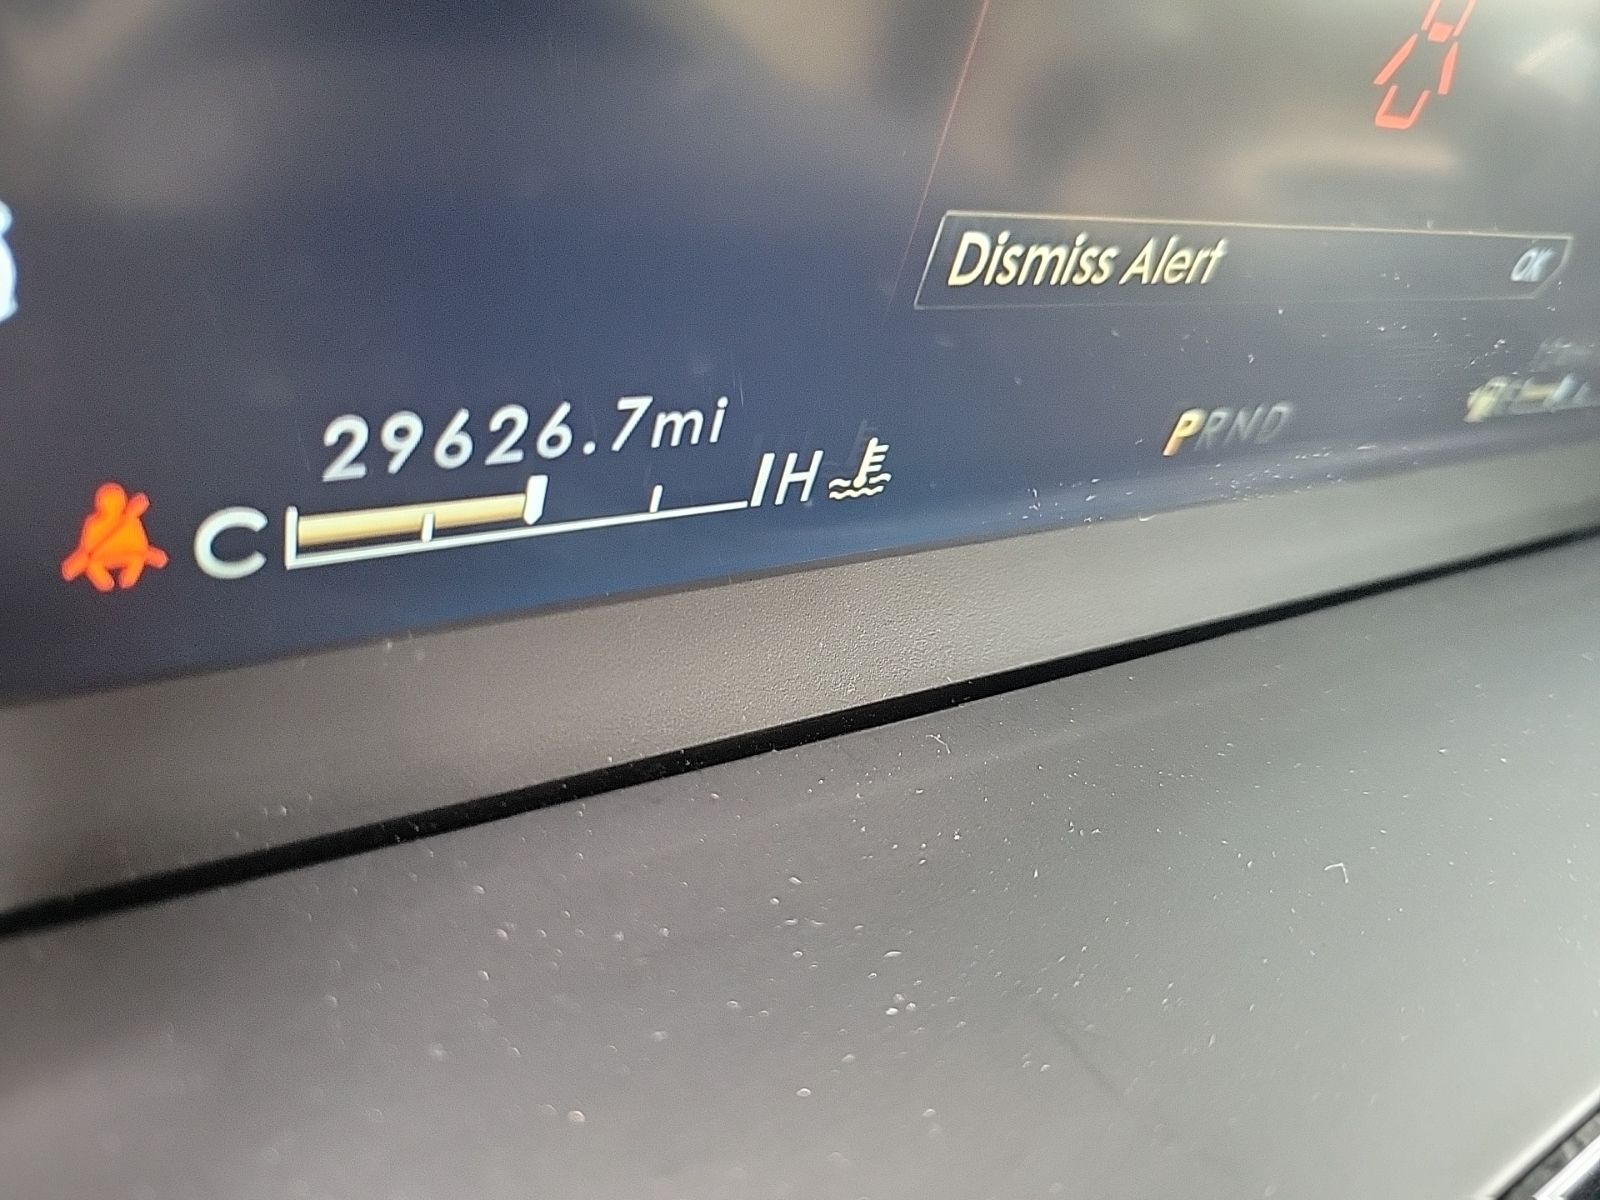 Dismiss Alert OK
29626.7mi
PRND
C H